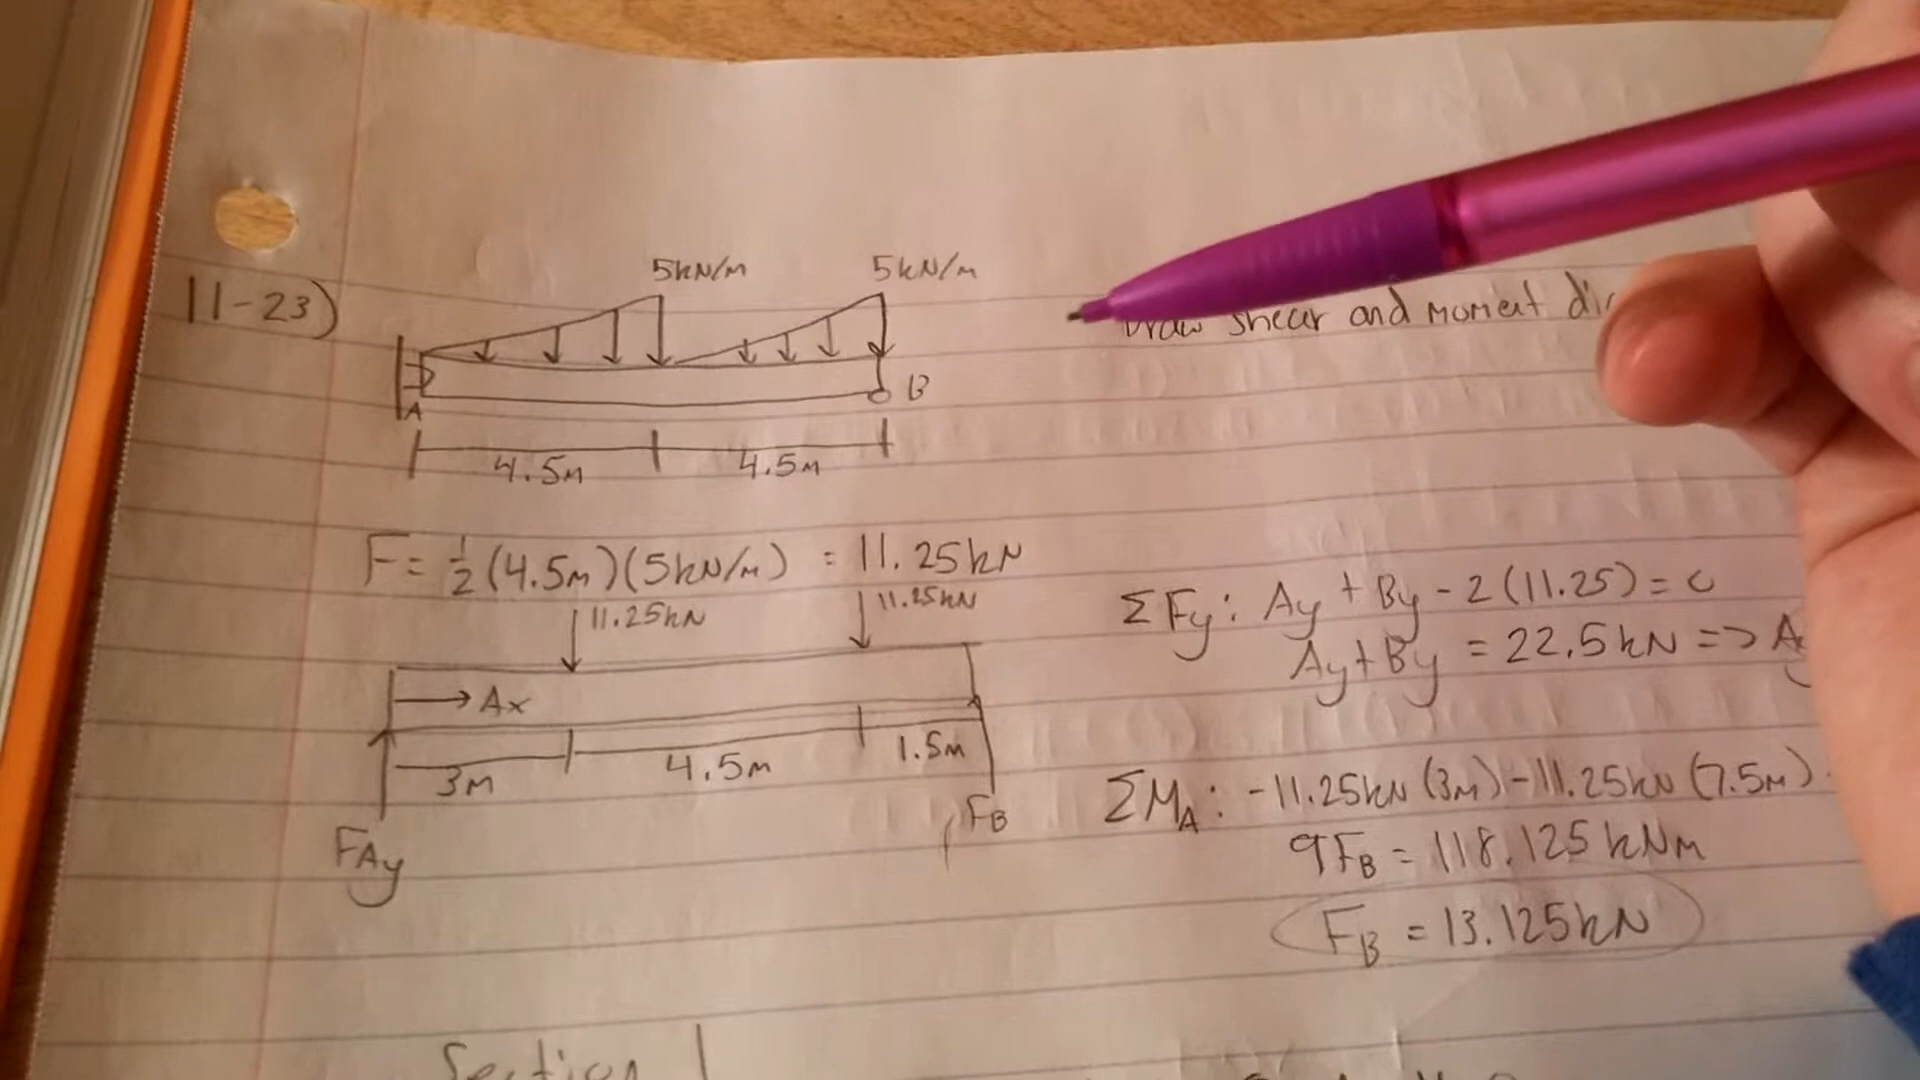 11-23)
5kN/m 5kN/m
Draw shear and moment
A B
4.5m 4.5m
F = 1/2 (4.5m)(5kN/m) = 11.25kN
11.25kN 11.25kN
→ Ax
3m 4.5m 1.5m
FAy FB
ΣFy: Ay + By - 2(11.25) = 0
Ay + By = 22.5kN =>
ΣMA: -11.25kN (3m) - 11.25kN (7.5m)
9FB = 118.125 kNm
FB = 13.125kN
Section 1